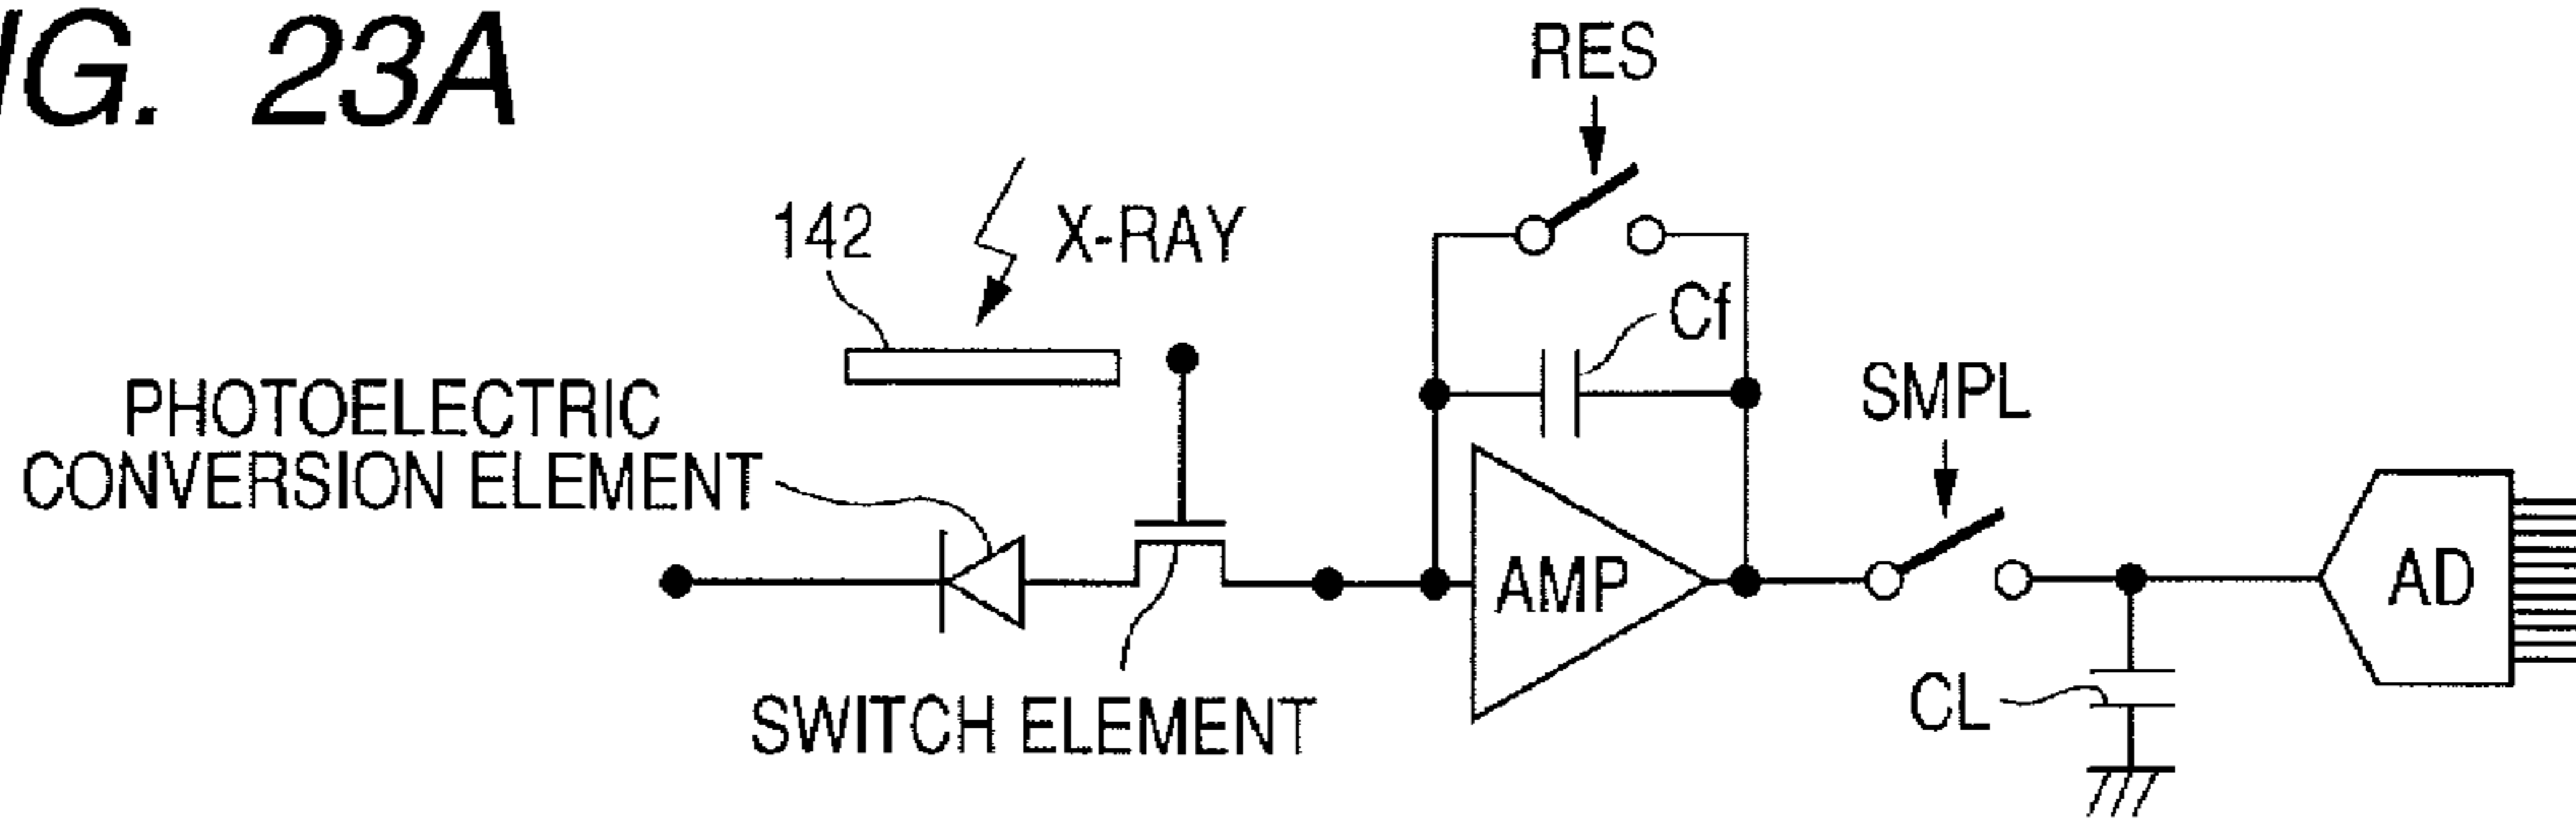 IG. 23A
RES
142
X-RAY
Cf
SMPL
PHOTOELECTRIC
CONVERSION ELEMENT
AMP
AD
SWITCH ELEMENT
CL